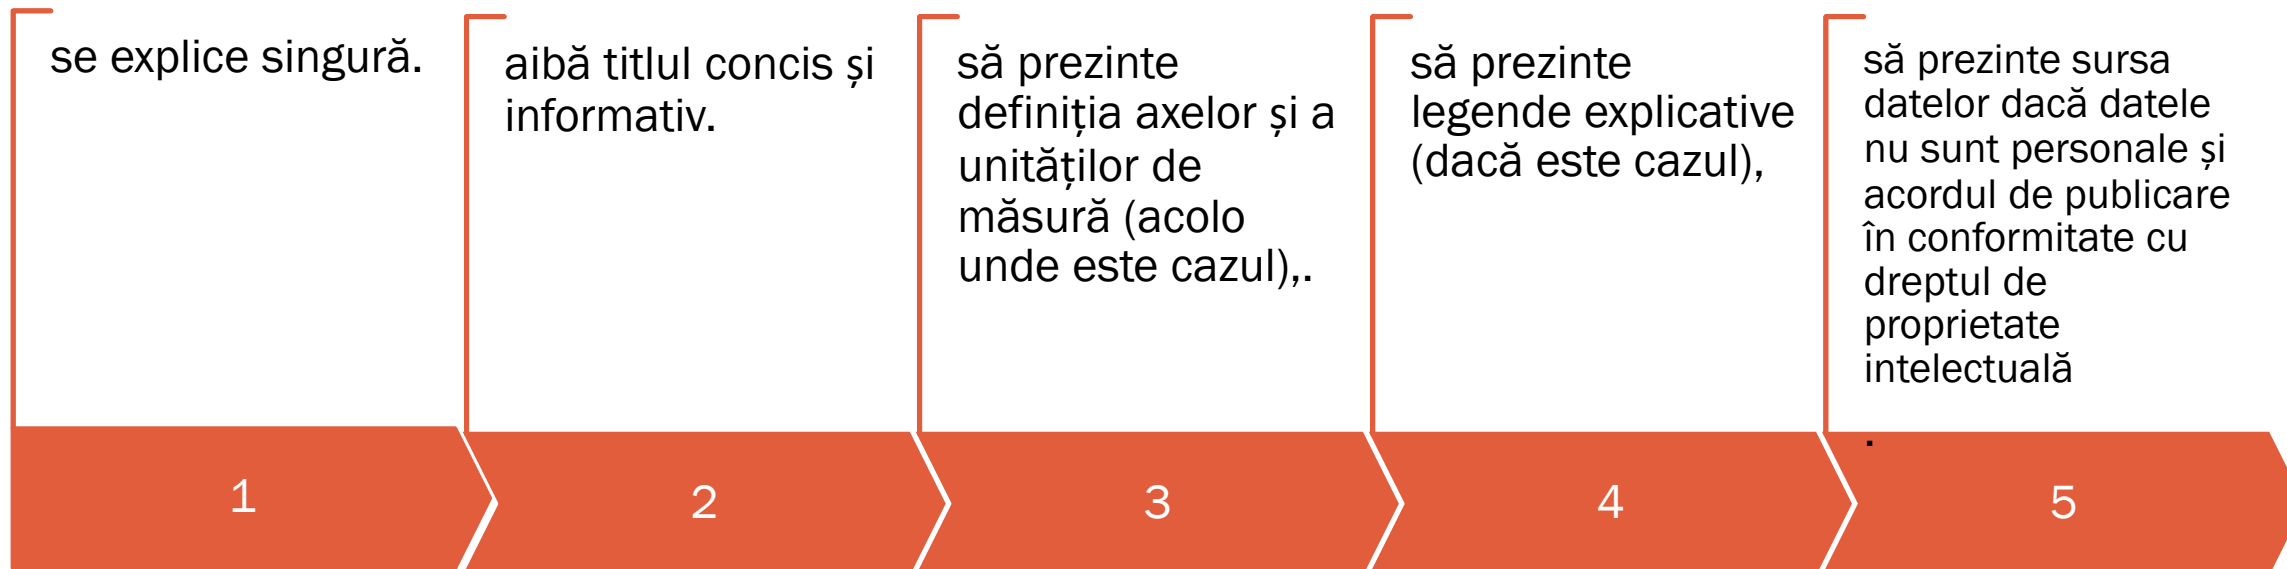 se explice singură.
aibă titlul concis și
informativ.
să prezinte
definiția axelor și a
unităților de
măsură (acolo
unde este cazul),.
să prezinte
legende explicative
(dacă este cazul),
să prezinte sursa
datelor dacă datele
nu sunt personale și
acordul de publicare
în conformitate cu
dreptul de
proprietate
intelectuală
.
1
2
3
4
5